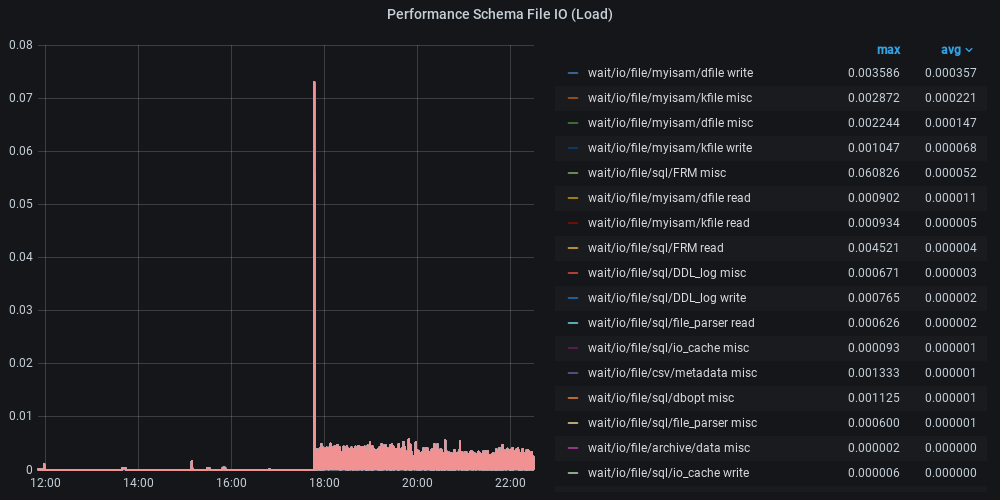 Performance Schema File IO (Load)
max avg
0.08
0.07
0.06
0.05
0.04
0.03
0.02
0.01
0
12:00 14:00 16:00 18:00 20:00 22:00
wait/io/file/myisam/dfile write 0.003586 0.000357
wait/io/file/myisam/kfile misc 0.002872 0.000221
wait/io/file/myisam/dfile misc 0.002244 0.000147
wait/io/file/myisam/kfile write 0.001047 0.000068
wait/io/file/sql/FRM misc 0.060826 0.000052
wait/io/file/myisam/dfile read 0.000902 0.000011
wait/io/file/myisam/kfile read 0.000934 0.000005
wait/io/file/sql/FRM read 0.004521 0.000004
wait/io/file/sql/DDL_log misc 0.000671 0.000003
wait/io/file/sql/DDL_log write 0.000765 0.000002
wait/io/file/sql/file_parser read 0.000626 0.000002
wait/io/file/sql/io_cache misc 0.000093 0.000001
wait/io/file/csv/metadata misc 0.001333 0.000001
wait/io/file/sql/dbopt misc 0.001125 0.000001
wait/io/file/sql/file_parser misc 0.000600 0.000001
wait/io/file/archive/data misc 0.000002 0.000000
wait/io/file/sql/io_cache write 0.000006 0.000000